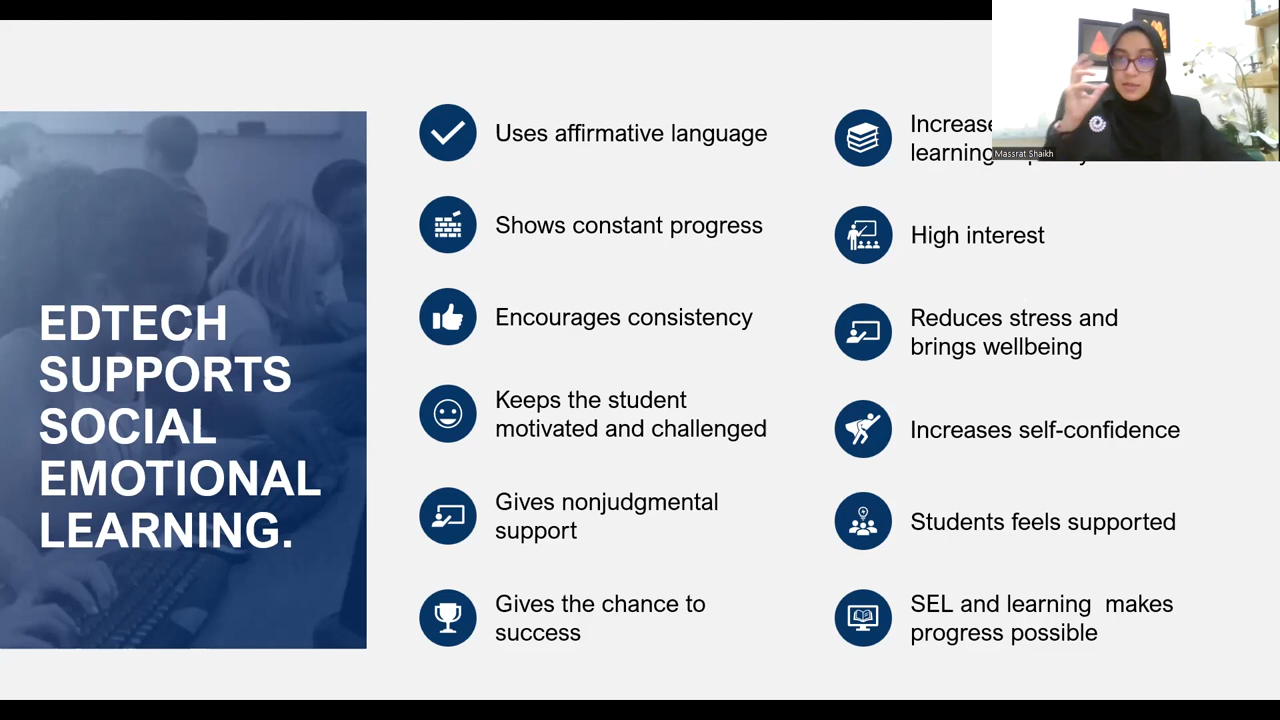 EDTECH
SUPPORTS
SOCIAL
EMOTIONAL
LEARNING.
Uses affirmative language
Shows constant progress
Encourages consistency
Keeps the student
motivated and challenged
Gives nonjudgmental
support
Gives the chance to
success
learning
High interest
Reduces stress and
brings wellbeing
Increases self-confidence
Students feels supported
SEL and learning makes
progress possible
Massrat Shaikh